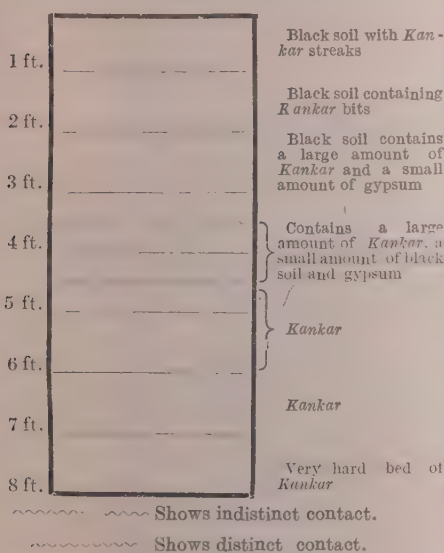 Black soil with Kan-
kar streaks
1 ft.
Black soil containing
Kankar bits
2 ft.
Black soil contains
a large amount of
Kankar and a small
amount of gypsum
3 ft.
Contains a large
amount of Kankar, a
small amount of black
soil and gypsum
4 ft.
5 ft.
Kankar
6 ft.
Kankar
7 ft.
Very hard bed of
Kankar
8 ft.
Shows indistinct contact.
Shows distinct contact.